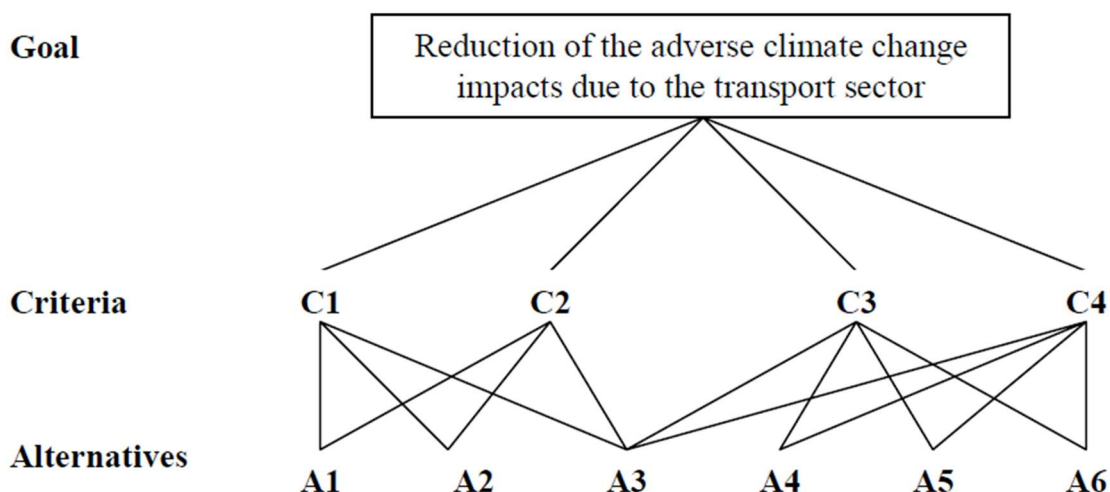 Goal
Reduction of the adverse climate change
impacts due to the transport sector
Criteria
C1 C2 C3 C4
Alternatives
A1 A2 A3 A4 A5 A6